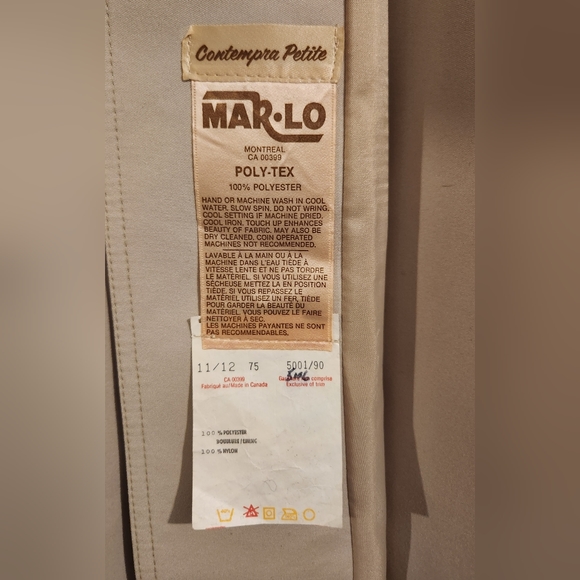 Contempra Petite
MAR•LO
MONTREAL
CA 00399
POLY-TEX
100% POLYESTER
HAND OR MACHINE WASH IN COOL
WATER, SLOW SPIN, DO NOT WRING,
COOL SETTING IF MACHINE DRIED,
COOL IRON, TOUCH UP ENHANCES
BEAUTY OF FABRIC. MAY ALSO BE
DRY CLEANED, COIN OPERATED
MACHINES NOT RECOMMENDED.
LAVABLE À LA MAIN OU À LA
MACHINE DANS L'EAU TIÈDE À
VITESSE LENTE ET NE PAS TORDRE
LE MATÉRIEL. SI VOUS UTILISEZ UNE
SÉCHEUSE METTEZ LA EN POSITION
TIÈDE. SI VOUS REPASSEZ LE
MATÉRIEL UTILISEZ UN FER, TIÈDE
POUR GARDER LA BEAUTÉ DU
MATÉRIEL. VOUS POUVEZ LE FAIRE
NETTOYER À SEC.
LES MACHINES PAYANTES NE SONT
PAS RECOMMENDABLES.
11/12 75 5001/90
CA 00399
Fabriqué au/Made in Canada
comprise
Exclusive of trim
100 % POLYESTER
DOUBLURE / LINING
100 % NYLON